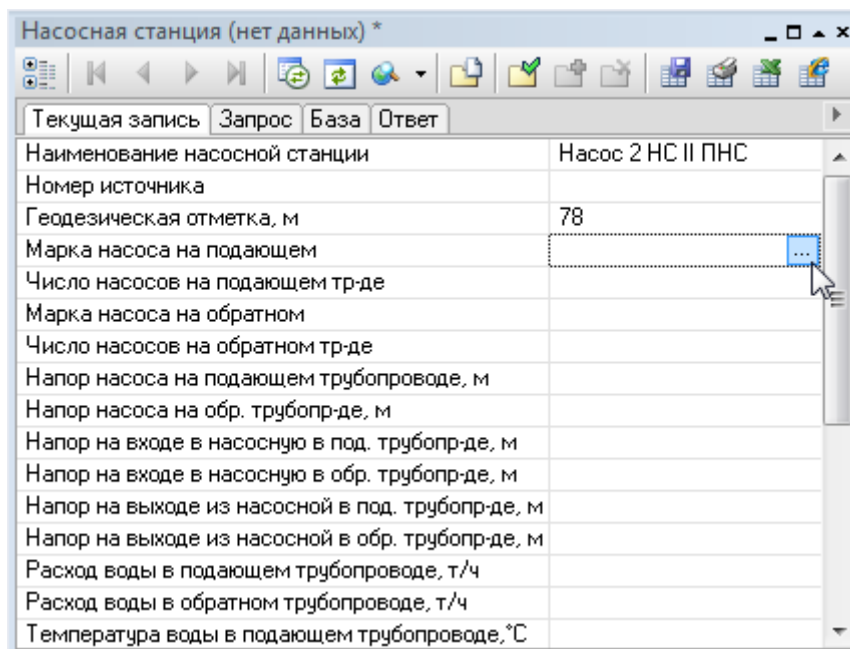 Насосная станция (нет данных) *
Текущая запись Запрос База Ответ
Наименование насосной станции Насос 2 НС II ПНС
Номер источника
Геодезическая отметка, м 78
Марка насоса на подающем ...
Число насосов на подающем тр-де
Марка насоса на обратном
Число насосов на обратном тр-де
Напор насоса на подающем трубопроводе, м
Напор насоса на обр. трубопр-де, м
Напор на входе в насосную в под. трубопр-де, м
Напор на входе в насосную в обр. трубопр-де, м
Напор на выходе из насосной в под. трубопр-де, м
Напор на выходе из насосной в обр. трубопр-де, м
Расход воды в подающем трубопроводе, т/ч
Расход воды в обратном трубопроводе, т/ч
Температура воды в подающем трубопроводе,°C